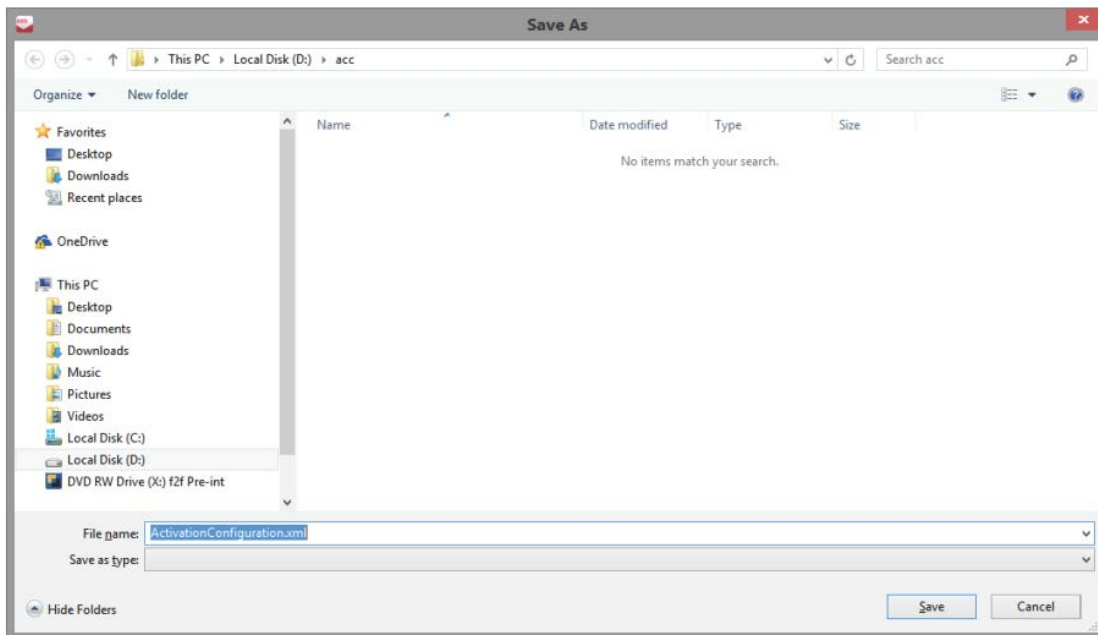 Save As
This PC Local Disk (D:) acc
Search acc
Organize New folder
Name Date modified Type Size
No items match your search.
Favorites
Desktop
Downloads
Recent places
OneDrive
This PC
Desktop
Documents
Downloads
Music
Pictures
Videos
Local Disk (C:)
Local Disk (D:)
DVD RW Drive (X:) f2f Pre-int
File name: ActivationConfiguration.xml
Save as type:
Hide Folders
Save Cancel